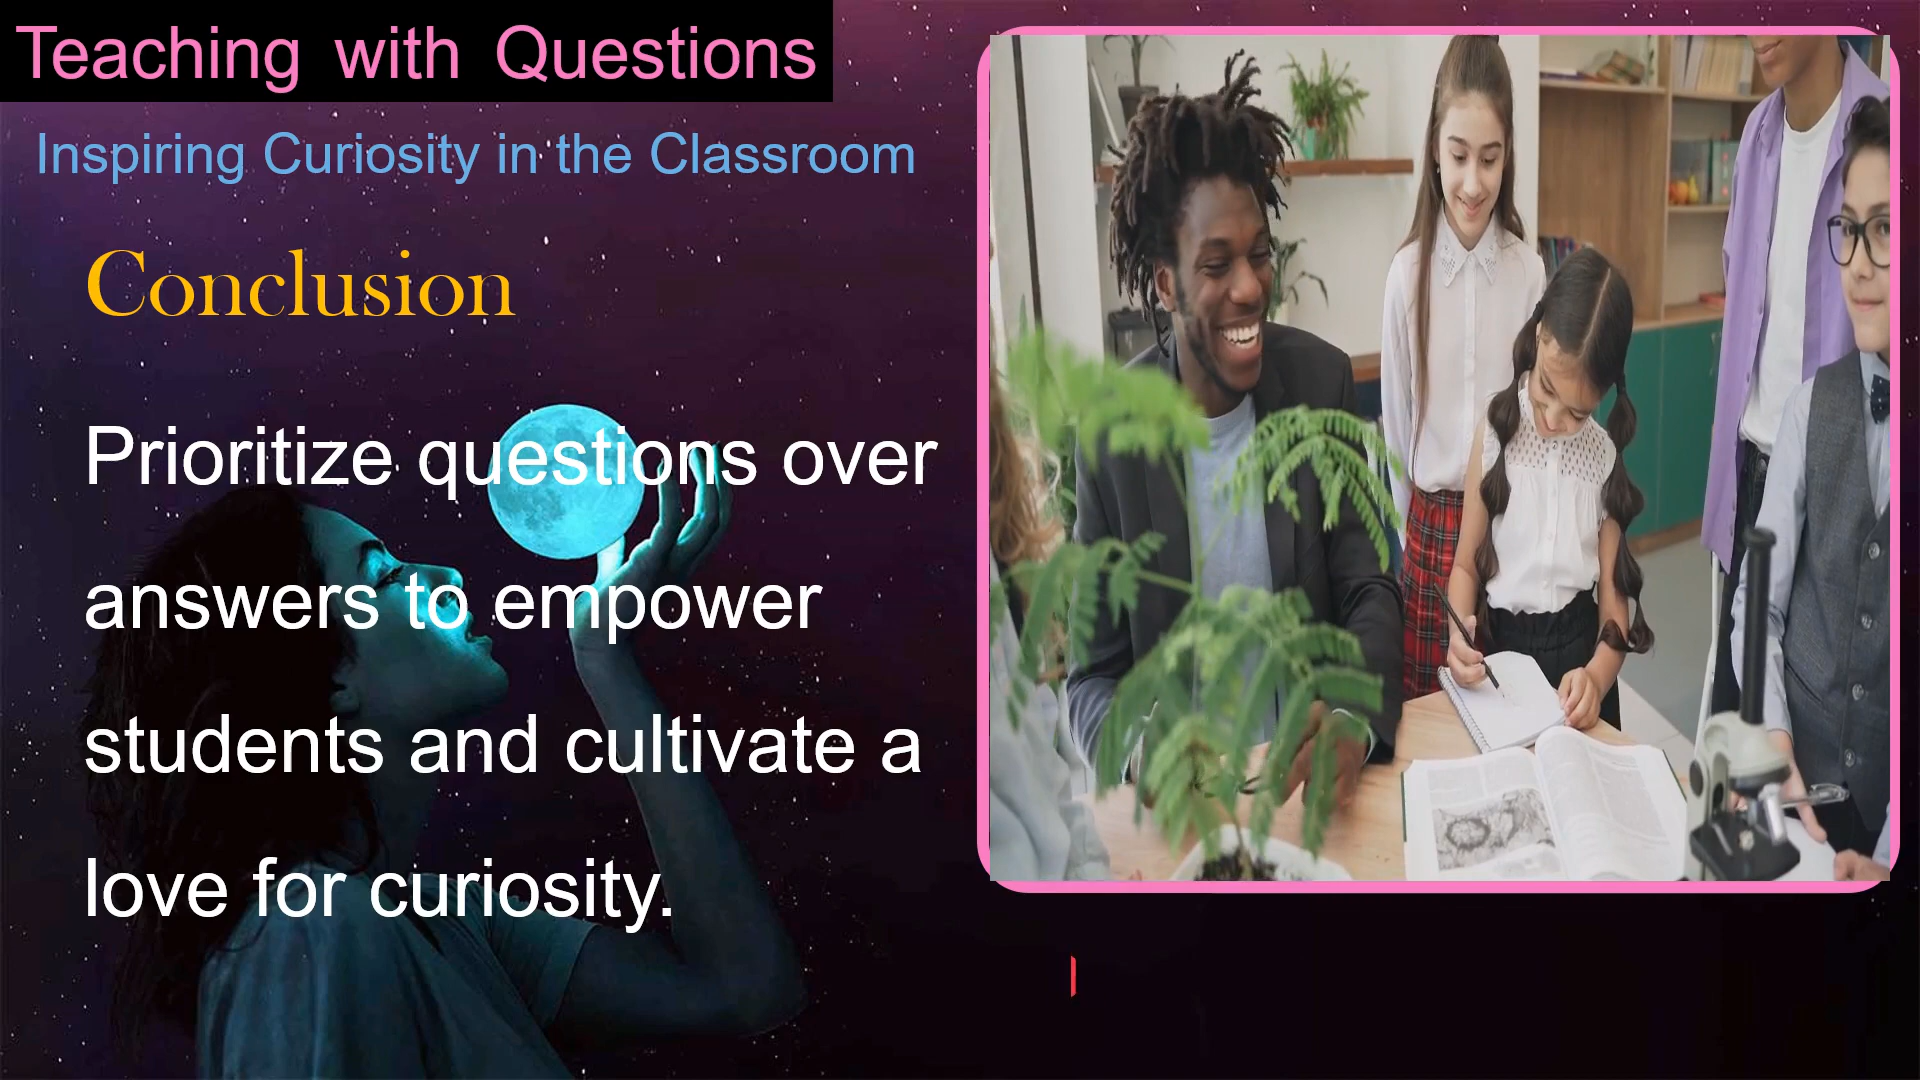 Teaching with Questions
Inspiring Curiosity in the Classroom
Conclusion
Prioritize questions over
answers to empower
students and cultivate a
love for curiosity.